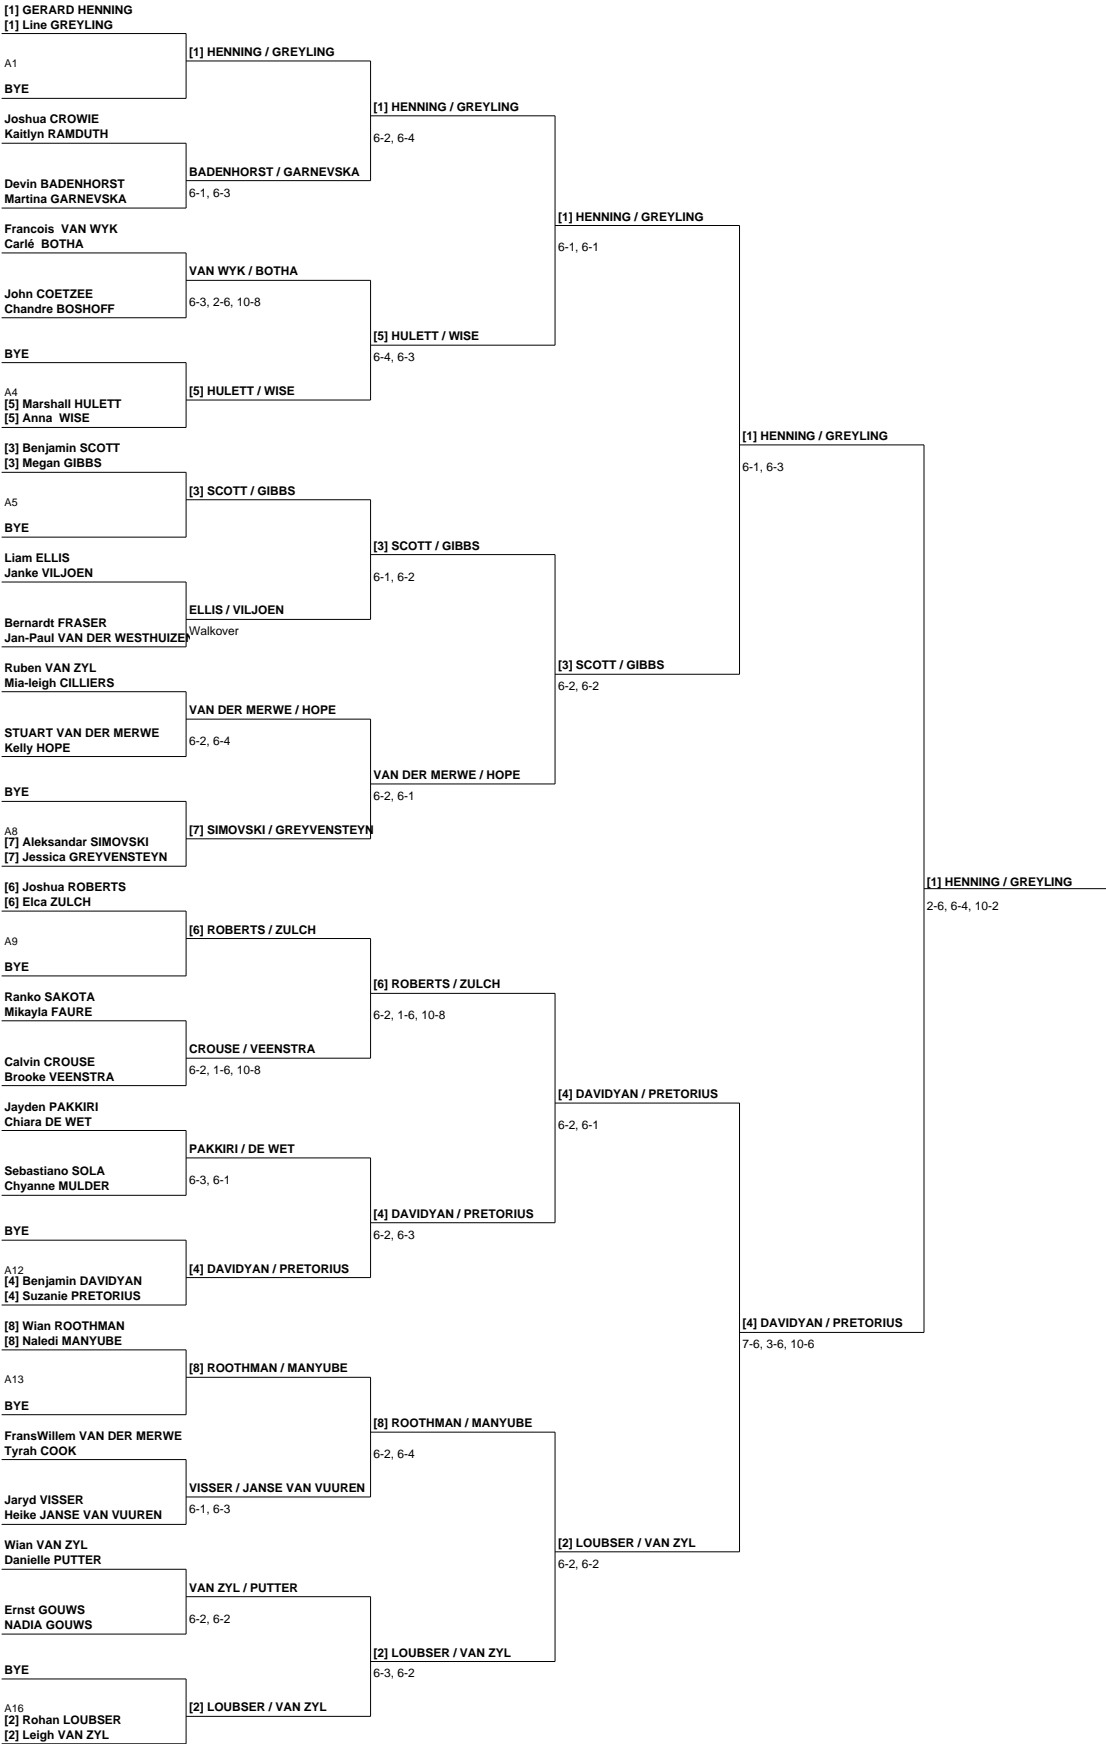 [1] GERARD HENNING
[1] Line GREYLING
[1] HENNING / GREYLING
A1
BYE
[1] HENNING / GREYLING
Joshua CROWIE
Kaitlyn RAMDUTH
6-2, 6-4
BADENHORST / GARNEVSKA
Devin BADENHORST
Martina GARNEVSKA
6-1, 6-3
[1] HENNING / GREYLING
Francois  VAN WYK
Carlé  BOTHA
6-1, 6-1
VAN WYK / BOTHA
John COETZEE
Chandre BOSHOFF
6-3, 2-6, 10-8
[5] HULETT / WISE
BYE
6-4, 6-3
A4
[5] HULETT / WISE
[5] Marshall HULETT
[5] Anna  WISE
[1] HENNING / GREYLING
[3] Benjamin SCOTT
[3] Megan GIBBS
6-1, 6-3
[3] SCOTT / GIBBS
A5
BYE
[3] SCOTT / GIBBS
Liam ELLIS
Janke VILJOEN
6-1, 6-2
ELLIS / VILJOEN
Bernardt FRASER
Jan-Paul VAN DER WESTHUIZEN
Walkover
[3] SCOTT / GIBBS
Ruben VAN ZYL
Mia-leigh CILLIERS
6-2, 6-2
VAN DER MERWE / HOPE
STUART VAN DER MERWE
Kelly HOPE
6-2, 6-4
VAN DER MERWE / HOPE
BYE
6-2, 6-1
A8
[7] SIMOVSKI / GREYVENSTEYN
[7] Aleksandar SIMOVSKI
[7] Jessica GREYVENSTEYN
[1] HENNING / GREYLING
[6] Joshua ROBERTS
[6] Elca ZULCH
2-6, 6-4, 10-2
[6] ROBERTS / ZULCH
A9
BYE
[6] ROBERTS / ZULCH
Ranko SAKOTA
Mikayla FAURE
6-2, 1-6, 10-8
CROUSE / VEENSTRA
Calvin CROUSE
Brooke VEENSTRA
6-2, 1-6, 10-8
[4] DAVIDYAN / PRETORIUS
Jayden PAKKIRI
Chiara DE WET
6-2, 6-1
PAKKIRI / DE WET
Sebastiano SOLA
Chyanne MULDER
6-3, 6-1
[4] DAVIDYAN / PRETORIUS
BYE
6-2, 6-3
A12
[4] DAVIDYAN / PRETORIUS
[4] Benjamin DAVIDYAN
[4] Suzanie PRETORIUS
[4] DAVIDYAN / PRETORIUS
[8] Wian ROOTHMAN
[8] Naledi MANYUBE
7-6, 3-6, 10-6
[8] ROOTHMAN / MANYUBE
A13
BYE
[8] ROOTHMAN / MANYUBE
FransWillem VAN DER MERWE
Tyrah COOK
6-2, 6-4
VISSER / JANSE VAN VUUREN
Jaryd VISSER
Heike JANSE VAN VUUREN
6-1, 6-3
[2] LOUBSER / VAN ZYL
Wian VAN ZYL
Danielle PUTTER
6-2, 6-2
VAN ZYL / PUTTER
Ernst GOUWS
NADIA GOUWS
6-2, 6-2
[2] LOUBSER / VAN ZYL
BYE
6-3, 6-2
A16
[2] LOUBSER / VAN ZYL
[2] Rohan LOUBSER
[2] Leigh VAN ZYL